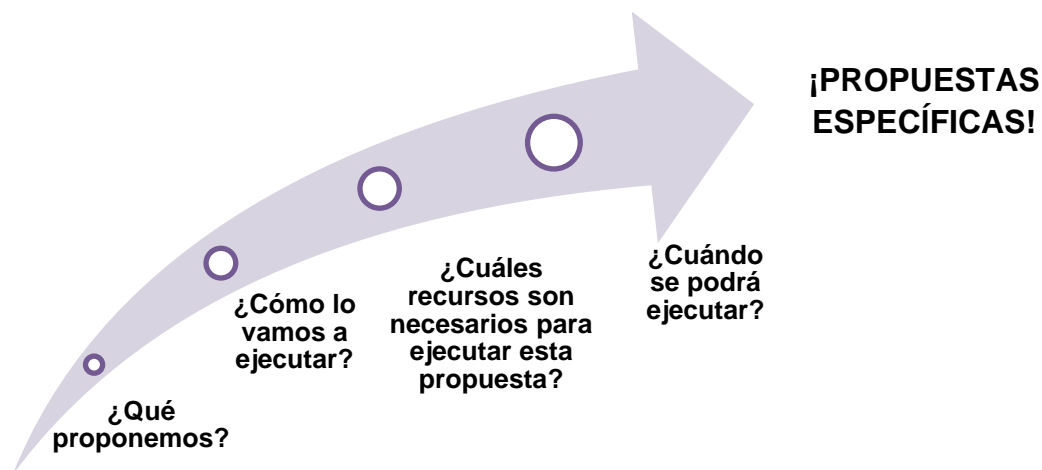 ¡PROPUESTAS
ESPECÍFICAS!
¿Qué
proponemos?
¿Cómo lo
vamos a
ejecutar?
¿Cuáles
recursos son
necesarios para
ejecutar esta
propuesta?
¿Cuándo
se podrá
ejecutar?